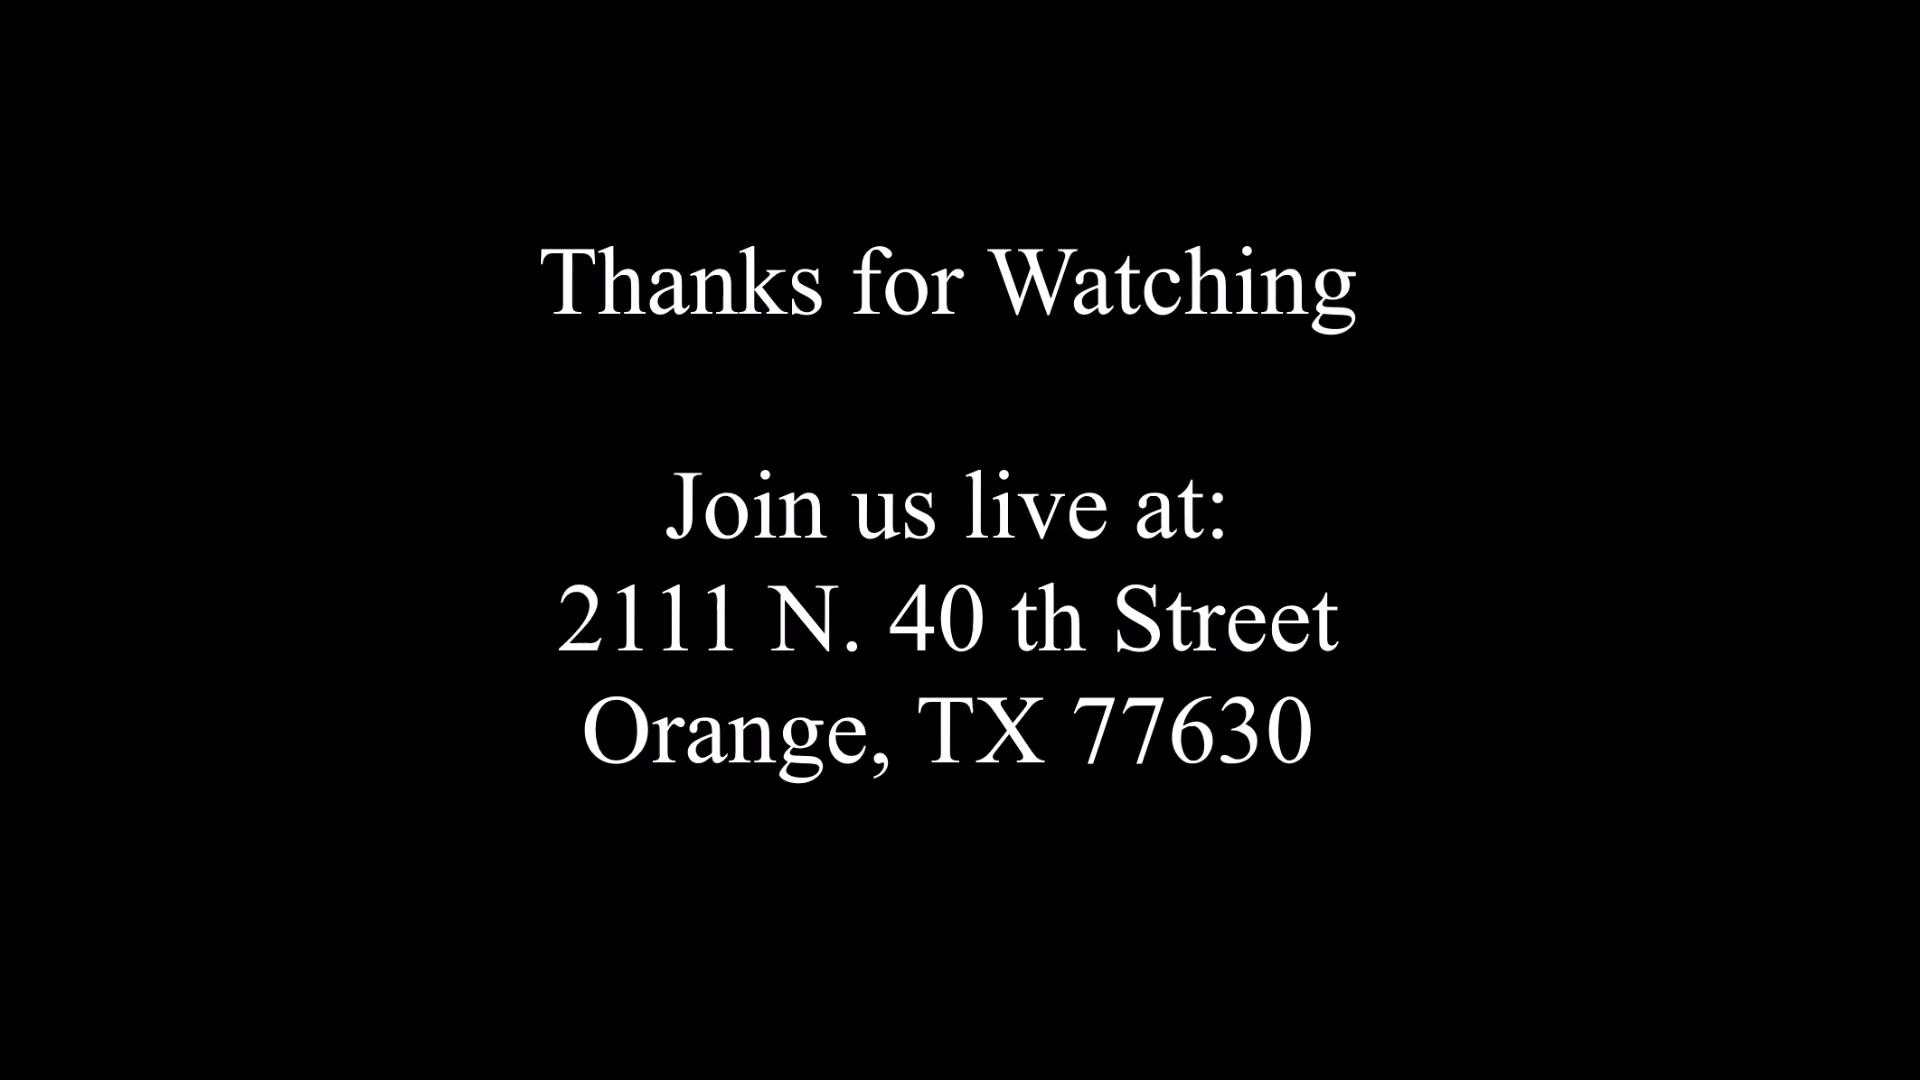 Thanks for Watching
Join us live at:
2111 N. 40 th Street
Orange, TX 77630